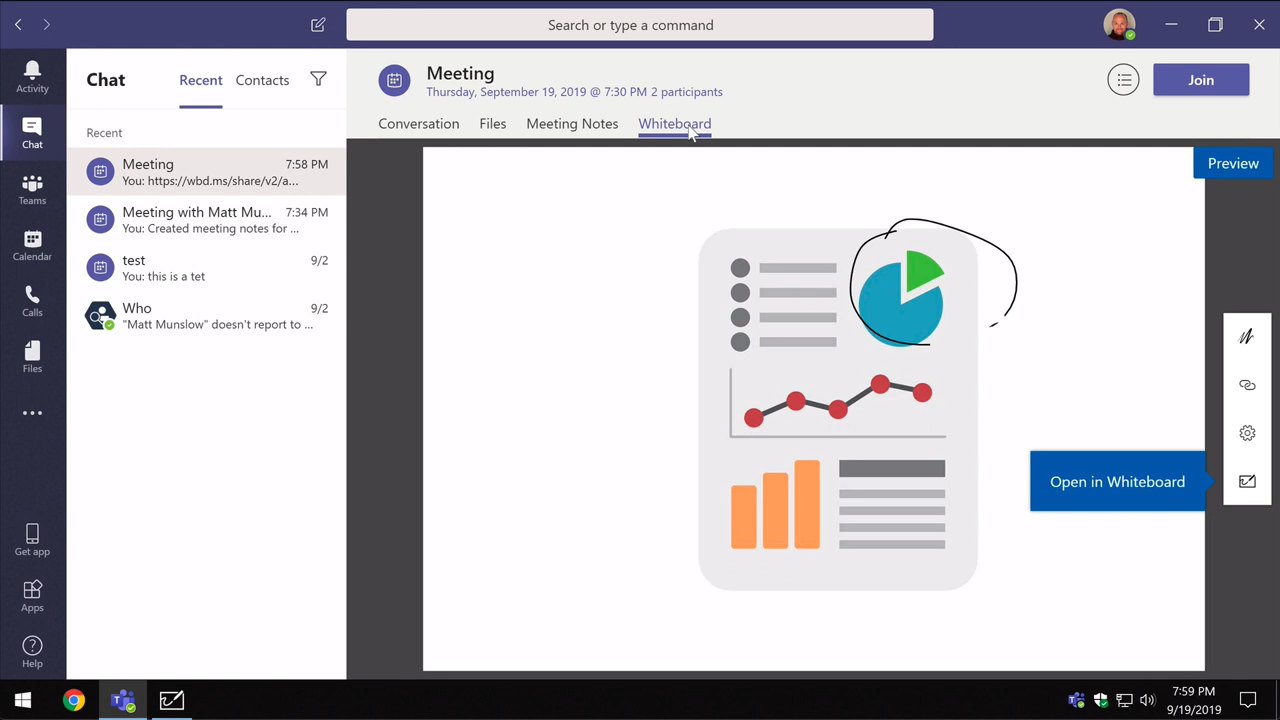 Search or type a command
Activity
Chat
Teams
Calendar
Calls
Files
Get app
Apps
Help
Chat
Recent
Contacts
Recent
Meeting
7:58 PM
You: https://wbd.ms/share/v2/a...
Meeting with Matt Mu...
7:34 PM
You: Created meeting notes for ...
test
9/2
You: this is a tet
Who
9/2
"Matt Munslow" doesn't report to ...
Meeting
Thursday, September 19, 2019 @ 7:30 PM 2 participants
Join
Conversation
Files
Meeting Notes
Whiteboard
Preview
Open in Whiteboard
7:59 PM
9/19/2019